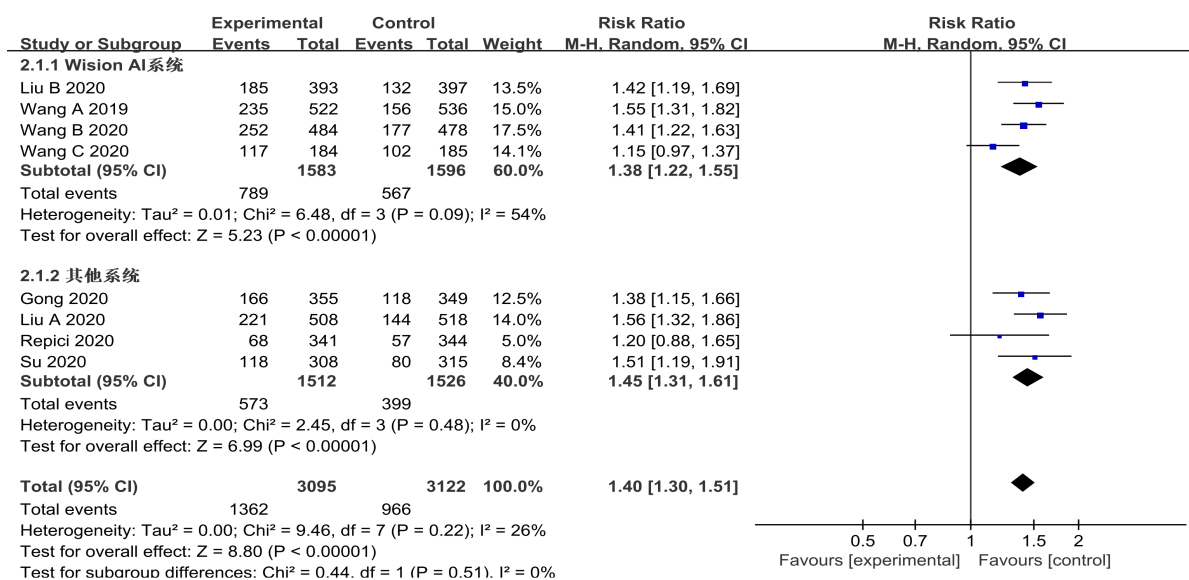 Experimental Control Risk Ratio Risk Ratio
Study or Subgroup Events Total Events Total Weight M-H, Random, 95% CI M-H, Random, 95% CI
2.1.1 Wision AI系统
Liu B 2020 185 393 132 397 13.5% 1.42 [1.19, 1.69]
Wang A 2019 235 522 156 536 15.0% 1.55 [1.31, 1.82]
Wang B 2020 252 484 177 478 17.5% 1.41 [1.22, 1.63]
Wang C 2020 117 184 102 185 14.1% 1.15 [0.97, 1.37]
Subtotal (95% CI) 1583 1596 60.0% 1.38 [1.22, 1.55]
Total events 789 567
Heterogeneity: Tau² = 0.01; Chi² = 6.48, df = 3 (P = 0.09); I² = 54%
Test for overall effect: Z = 5.23 (P < 0.00001)
2.1.2 其他系统
Gong 2020 166 355 118 349 12.5% 1.38 [1.15, 1.66]
Liu A 2020 221 508 144 518 14.0% 1.56 [1.32, 1.86]
Repici 2020 68 341 57 344 5.0% 1.20 [0.88, 1.65]
Su 2020 118 308 80 315 8.4% 1.51 [1.19, 1.91]
Subtotal (95% CI) 1512 1526 40.0% 1.45 [1.31, 1.61]
Total events 573 399
Heterogeneity: Tau² = 0.00; Chi² = 2.45, df = 3 (P = 0.48); I² = 0%
Test for overall effect: Z = 6.99 (P < 0.00001)
Total (95% CI) 3095 3122 100.0% 1.40 [1.30, 1.51]
Total events 1362 966
Heterogeneity: Tau² = 0.00; Chi² = 9.46, df = 7 (P = 0.22); I² = 26%
Test for overall effect: Z = 8.80 (P < 0.00001)
Test for subgroup differences: Chi² = 0.44, df = 1 (P = 0.51), I² = 0%
0.5 0.7 1 1.5 2
Favours [experimental] Favours [control]